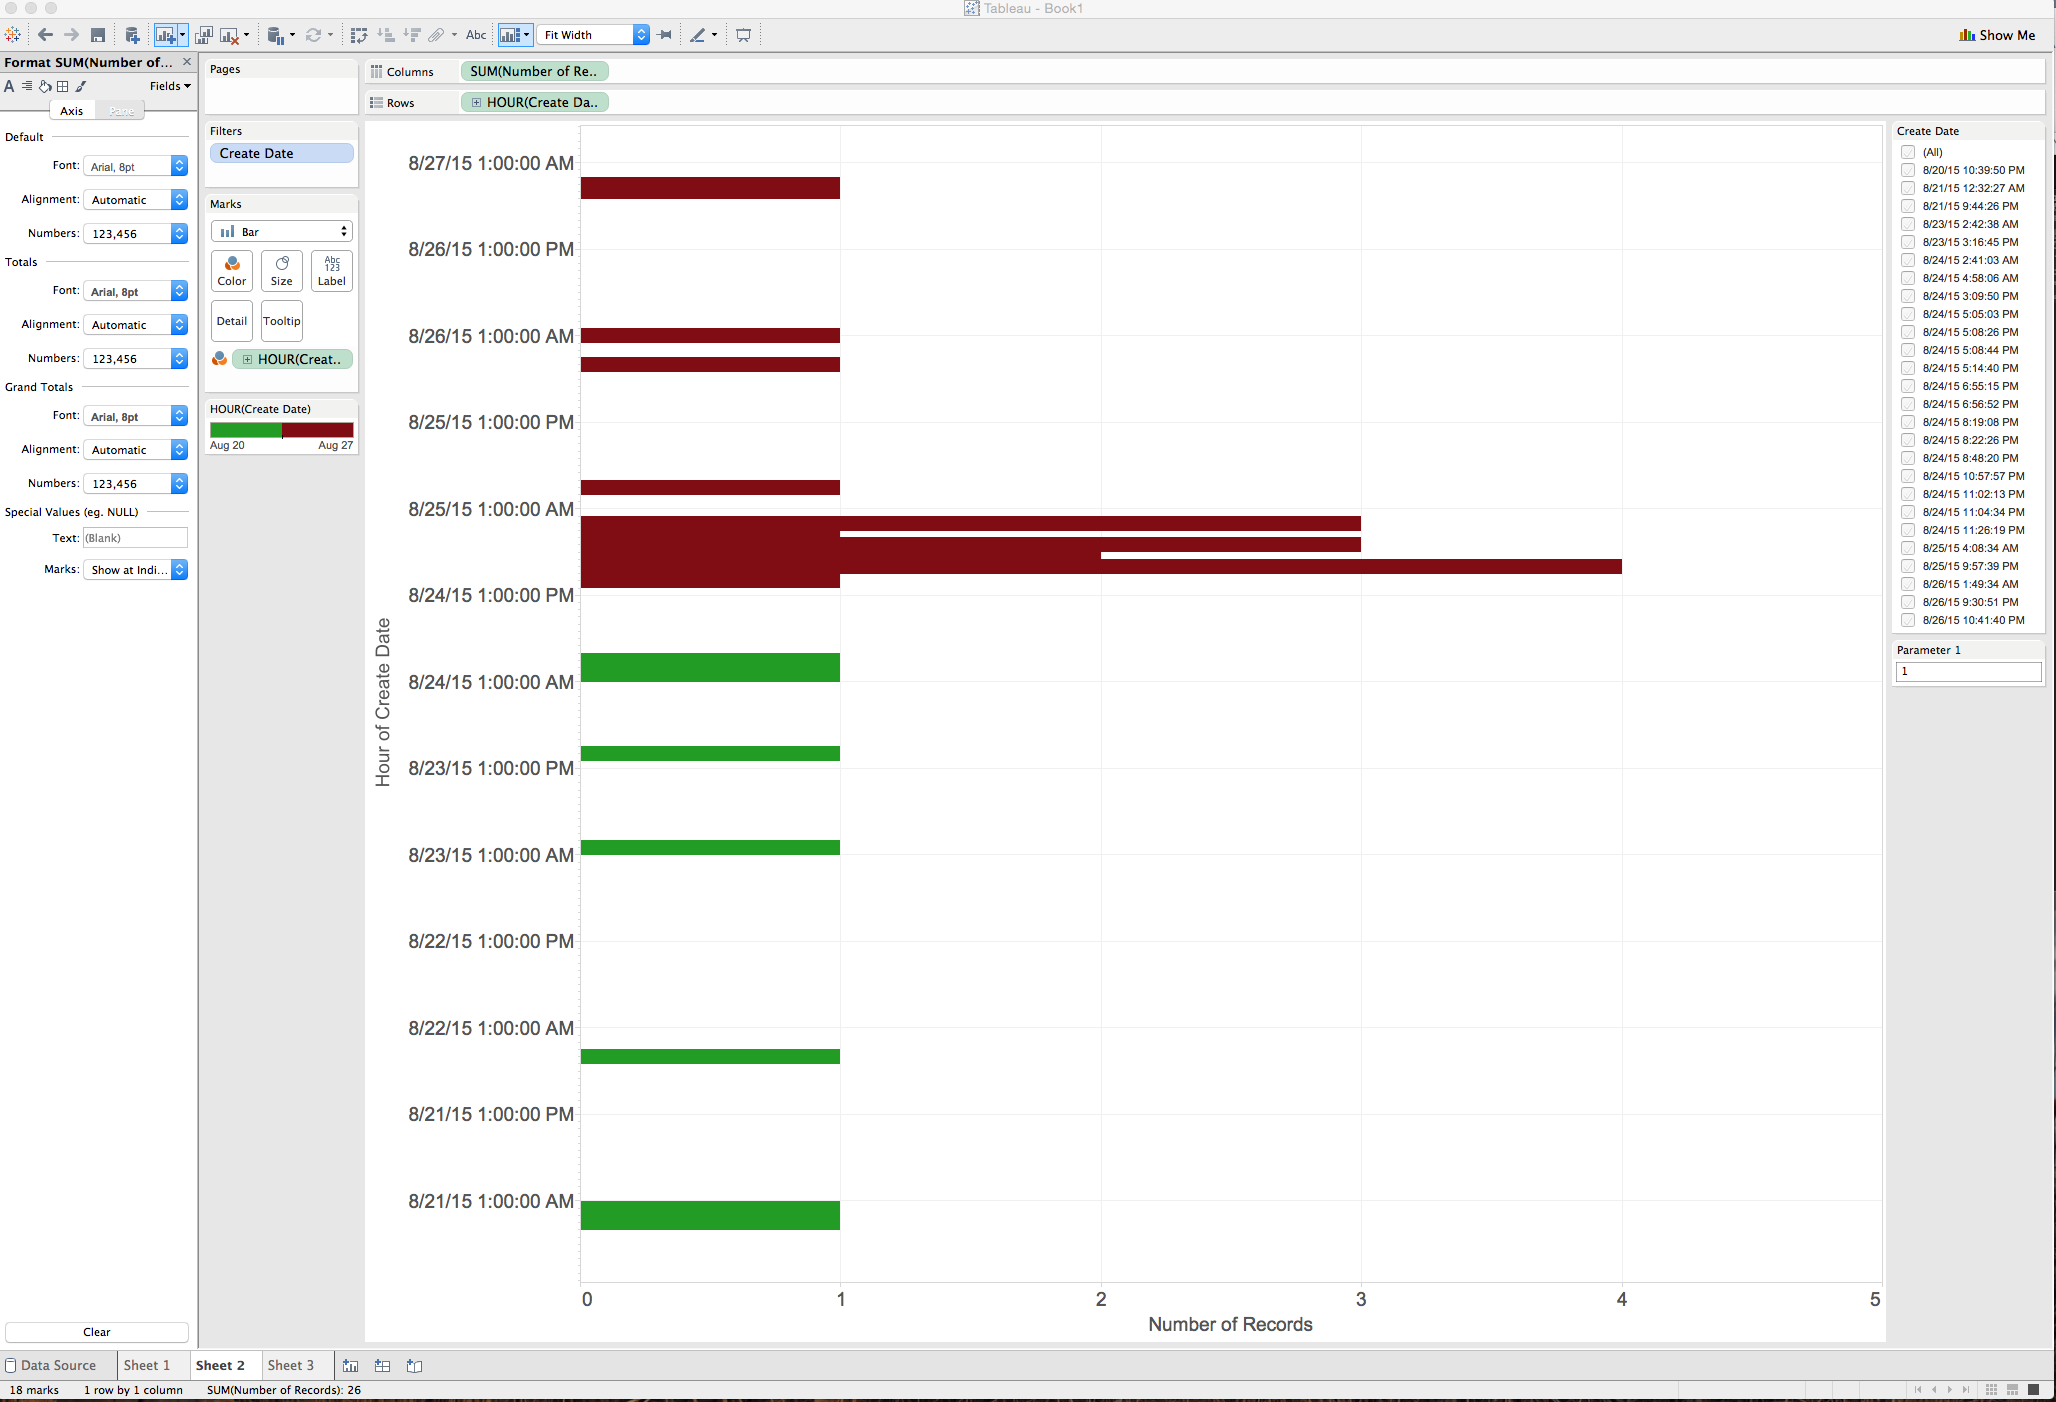 Tableau - Book1
Abc
Fit Width
Show Me
Format SUM(Number of...
Fields
Axis
Pane
Default
Font: Arial, 8pt
Alignment: Automatic
Numbers: 123,456
Totals
Font: Arial, 8pt
Alignment: Automatic
Numbers: 123,456
Grand Totals
Font: Arial, 8pt
Alignment: Automatic
Numbers: 123,456
Special Values (eg. NULL)
Text: (Blank)
Marks: Show at Indi...
Clear
Pages
Filters
Create Date
Marks
Bar
Color
Size
Abc
123
Label
Detail
Tooltip
HOUR(Creat..
HOUR(Create Date)
Aug 20 Aug 27
Columns SUM(Number of Re..
Rows HOUR(Create Da..
Hour of Create Date
8/27/15 1:00:00 AM
8/26/15 1:00:00 PM
8/26/15 1:00:00 AM
8/25/15 1:00:00 PM
8/25/15 1:00:00 AM
8/24/15 1:00:00 PM
8/24/15 1:00:00 AM
8/23/15 1:00:00 PM
8/23/15 1:00:00 AM
8/22/15 1:00:00 PM
8/22/15 1:00:00 AM
8/21/15 1:00:00 PM
8/21/15 1:00:00 AM
0 1 2 3 4 5
Number of Records
Create Date
(All)
8/20/15 10:39:50 PM
8/21/15 12:32:27 AM
8/21/15 9:44:26 PM
8/23/15 2:42:38 AM
8/23/15 3:16:45 PM
8/24/15 2:41:03 AM
8/24/15 4:58:06 AM
8/24/15 3:09:50 PM
8/24/15 5:05:03 PM
8/24/15 5:08:26 PM
8/24/15 5:08:44 PM
8/24/15 5:14:40 PM
8/24/15 6:55:15 PM
8/24/15 6:56:52 PM
8/24/15 8:19:08 PM
8/24/15 8:22:26 PM
8/24/15 8:48:20 PM
8/24/15 10:57:57 PM
8/24/15 11:02:13 PM
8/24/15 11:04:34 PM
8/24/15 11:26:19 PM
8/25/15 4:08:34 AM
8/25/15 9:57:39 PM
8/26/15 1:49:34 AM
8/26/15 9:30:51 PM
8/26/15 10:41:40 PM
Parameter 1
1
Data Source
Sheet 1
Sheet 2
Sheet 3
18 marks
1 row by 1 column
SUM(Number of Records): 26